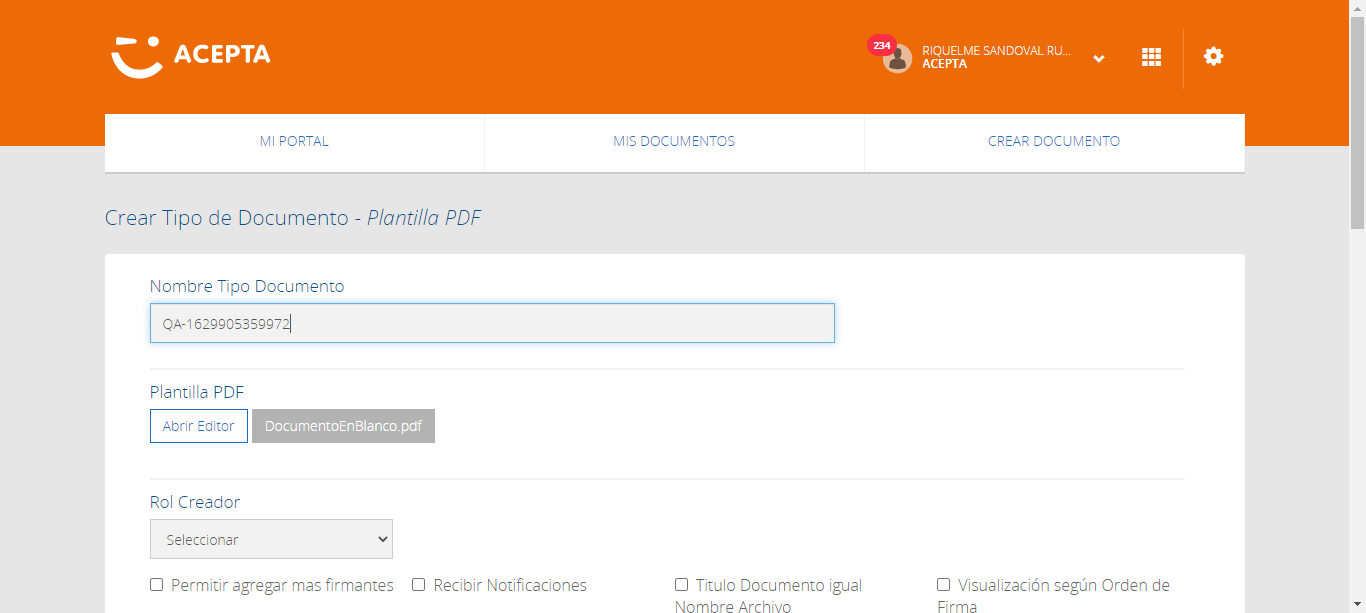 ACEPTA
234
RIQUELME SANDOVAL RU...
ACEPTA
MI PORTAL
MIS DOCUMENTOS
CREAR DOCUMENTO
Crear Tipo de Documento - Plantilla PDF
Nombre Tipo Documento
QA-1629905359972
Plantilla PDF
Abrir Editor
DocumentoEnBlanco.pdf
Rol Creador
Seleccionar
Permitir agregar mas firmantes
Recibir Notificaciones
Titulo Documento igual
Nombre Archivo
Visualización según Orden de
Firma